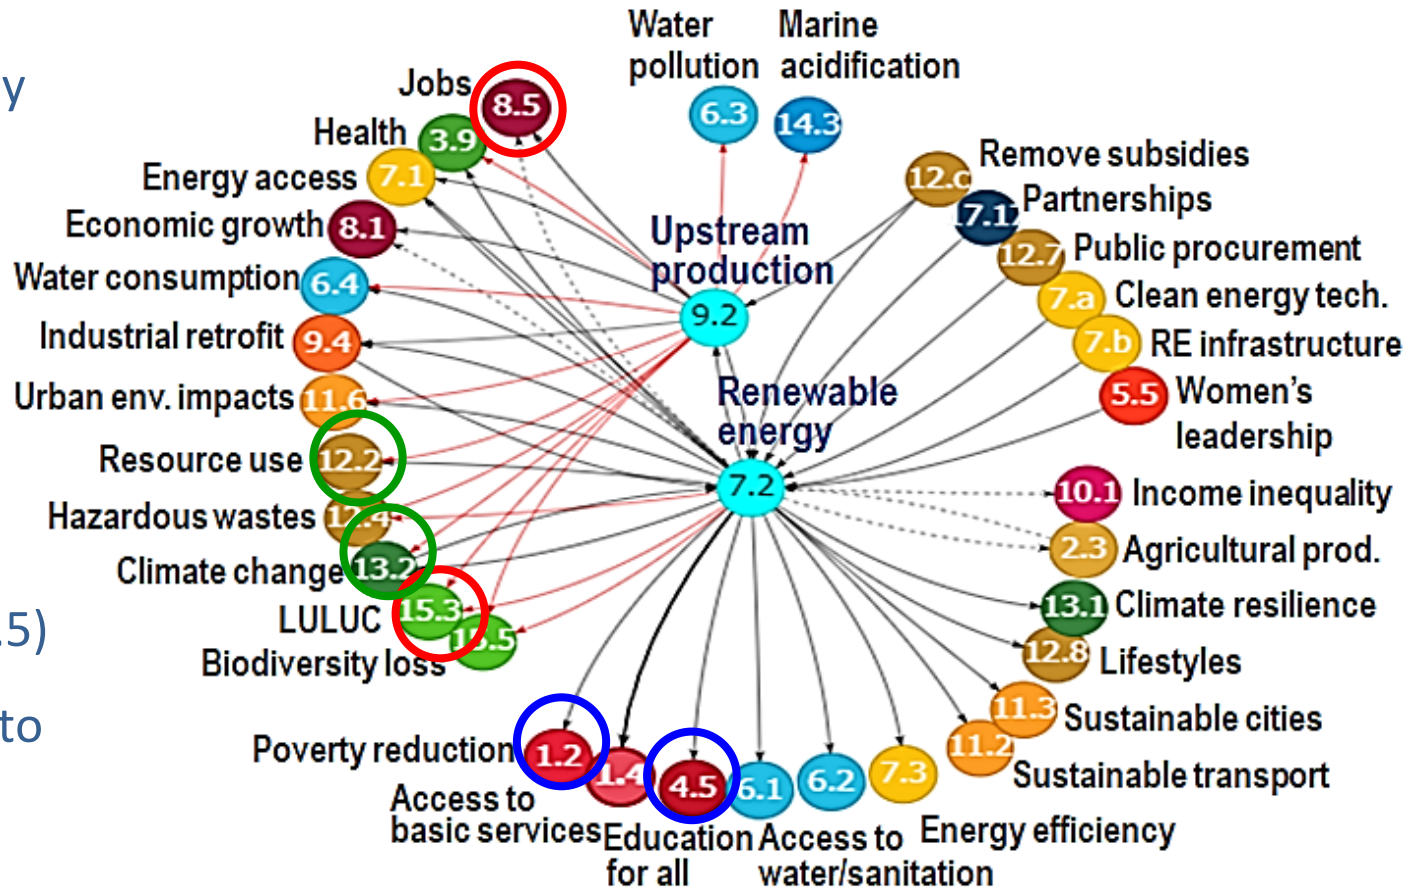 y
.5)
to
Water
pollution
Marine
acidification
Jobs
8.5
6.3
14.3
Health
3.9
Energy access
7.1
Remove subsidies
12.c
Economic growth
8.1
Partnerships
17.1
Upstream
production
Public procurement
12.7
Water consumption
6.4
Clean energy tech.
7.a
9.2
Industrial retrofit
9.4
RE infrastructure
7.b
Urban env. impacts
11.6
Renewable
energy
Women's
leadership
5.5
Resource use
12.2
7.2
Income inequality
10.1
Hazardous wastes
12.4
Agricultural prod.
2.3
Climate change
13.2
LULUC
15.3
Climate resilience
13.1
Biodiversity loss
15.5
Lifestyles
12.8
Sustainable cities
11.3
Sustainable transport
11.2
Poverty reduction
1.2
Access to
basic services
1.4
Education
for all
4.5
Access to
water/sanitation
6.1
6.2
Energy efficiency
7.3